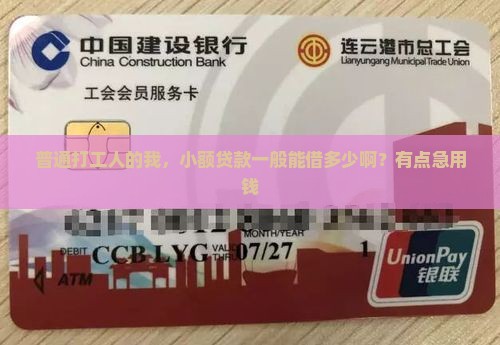 中国建设银行
China Construction Bank
连云港市总工会
Lianyungang Municipal Trade Union
工会会员服务卡
普通打工人的我，小额贷款一般能借多少啊？有点急用
钱
DEBIT CCB LYG VALID THRU 07/27 1
ATM
UnionPay
银联